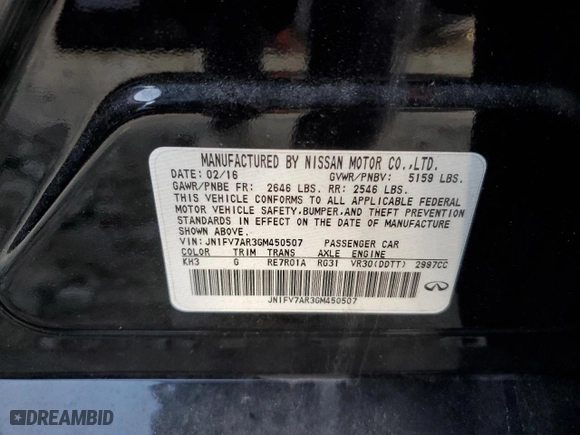 MANUFACTURED BY NISSAN MOTOR CO.,LTD.
DATE: 02/16 GVWR/PNBV: 5159 LBS.
GAWR/PNBE FR: 2646 LBS. RR: 2546 LBS.
THIS VEHICLE CONFORMS TO ALL APPLICABLE FEDERAL
MOTOR VEHICLE SAFETY,BUMPER,AND THEFT PREVENTION
STANDARDS IN EFFECT ON THE DATE OF MANUFACTURE
SHOWN ABOVE.
VIN: JN1FV7AR3GM450507 PASSENGER CAR
COLOR TRIM TRANS AXLE ENGINE
KH3 G RE7R01A RG31 VR30(DDTT) 2997CC
JN1FV7AR3GM450507
INFINITI
DREAMBID